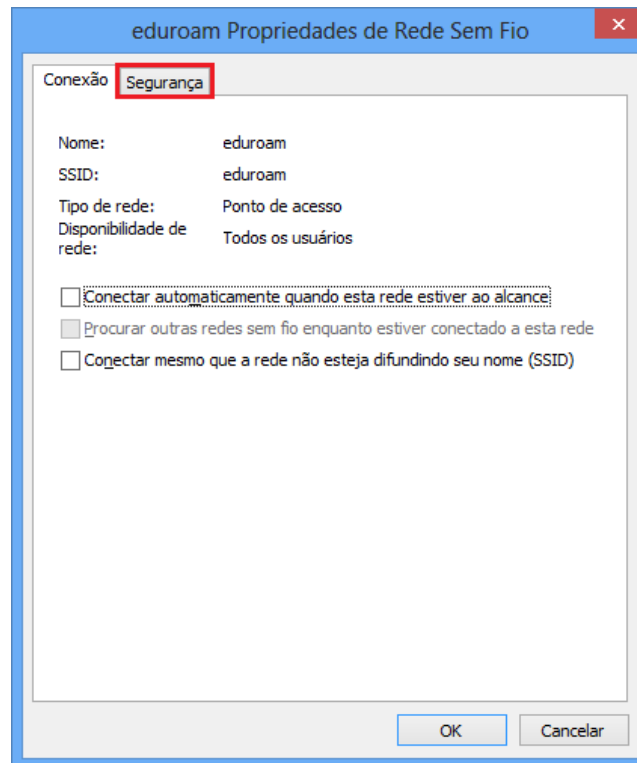 eduroam Propriedades de Rede Sem Fio
Conexão Segurança
Nome: eduroam
SSID: eduroam
Tipo de rede: Ponto de acesso
Disponibilidade de
rede: Todos os usuários
Conectar automaticamente quando esta rede estiver ao alcance
Procurar outras redes sem fio enquanto estiver conectado a esta rede
Conectar mesmo que a rede não esteja difundindo seu nome (SSID)
OK Cancelar